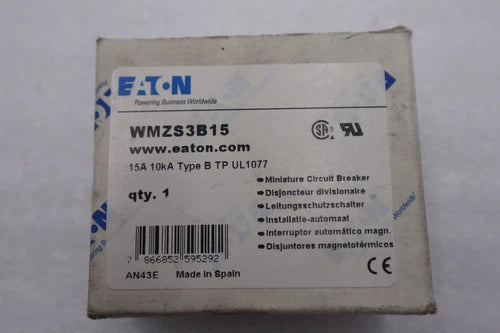 EATON
Powering Business Worldwide
WMZS3B15
www.eaton.com
15A 10kA Type B TP UL1077
qty. 1
Miniature Circuit Breaker
Disjoncteur divisionaire
Leitungsschutzschalter
Installatie-automaat
Interruptor automático magn.
Disjuntores magnetotérmicos
7 866852 595292
AN43E Made in Spain
CE